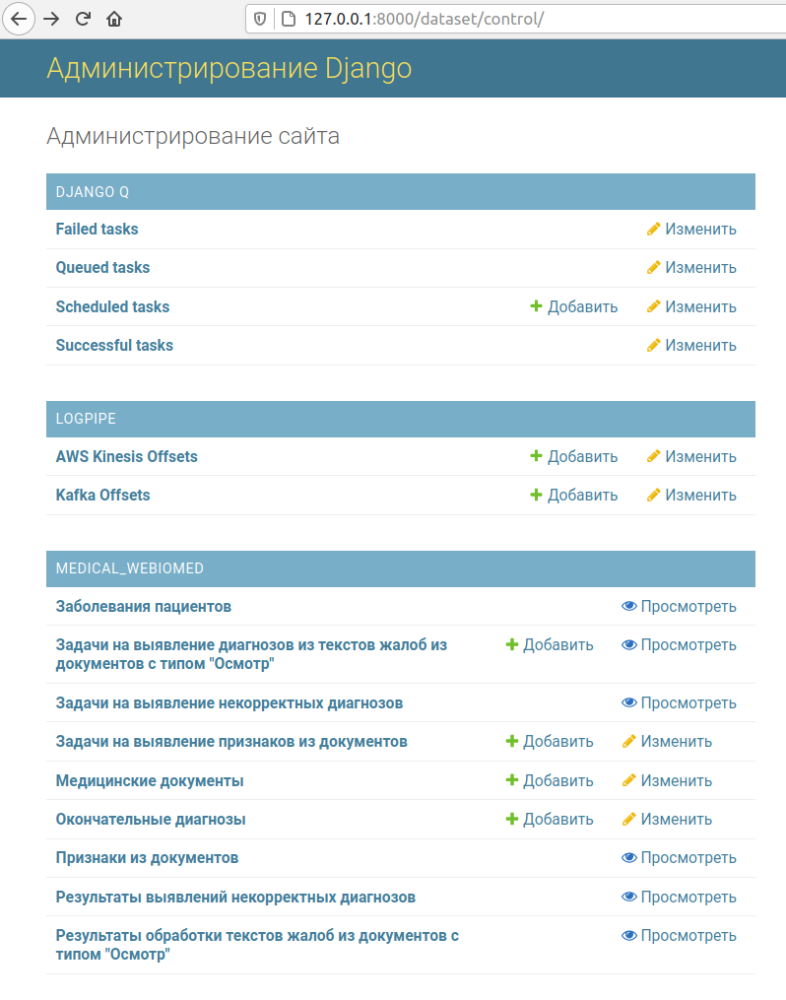 127.0.0.1:8000/dataset/control/
Администрирование Django
Администрирование сайта
DJANGO Q
Failed tasks Изменить
Queued tasks Изменить
Scheduled tasks Добавить Изменить
Successful tasks Изменить
LOGPIPE
AWS Kinesis Offsets Добавить Изменить
Kafka Offsets Добавить Изменить
MEDICAL_WEBIOMED
Заболевания пациентов Просмотреть
Задачи на выявление диагнозов из текстов жалоб из Добавить Просмотреть
документов с типом "Осмотр"
Задачи на выявление некорректных диагнозов Просмотреть
Задачи на выявление признаков из документов Добавить Изменить
Медицинские документы Добавить Изменить
Окончательные диагнозы Добавить Изменить
Признаки из документов Просмотреть
Результаты выявлений некорректных диагнозов Просмотреть
Результаты обработки текстов жалоб из документов с Просмотреть
типом "Осмотр"